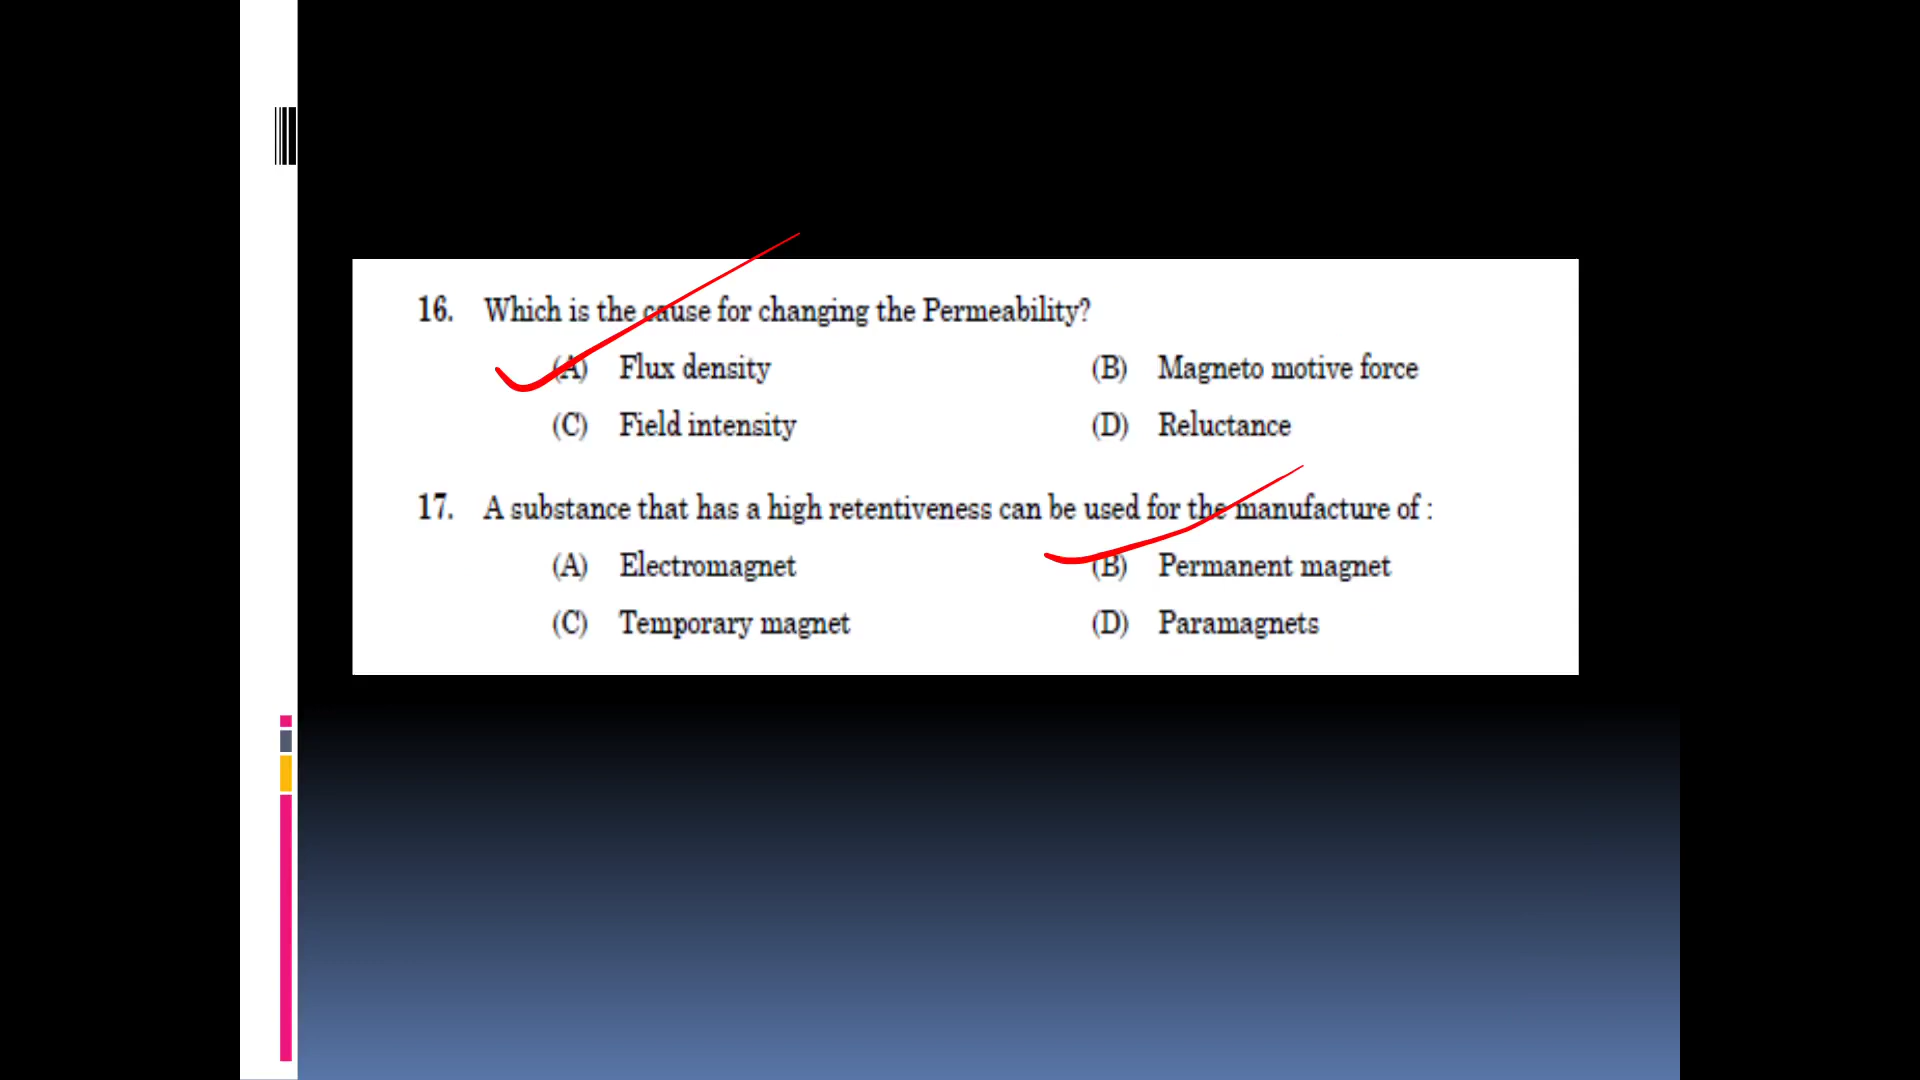 16. Which is the cause for changing the Permeability?
(A) Flux density (B) Magneto motive force
(C) Field intensity (D) Reluctance
17. A substance that has a high retentiveness can be used for the manufacture of :
(A) Electromagnet (B) Permanent magnet
(C) Temporary magnet (D) Paramagnets